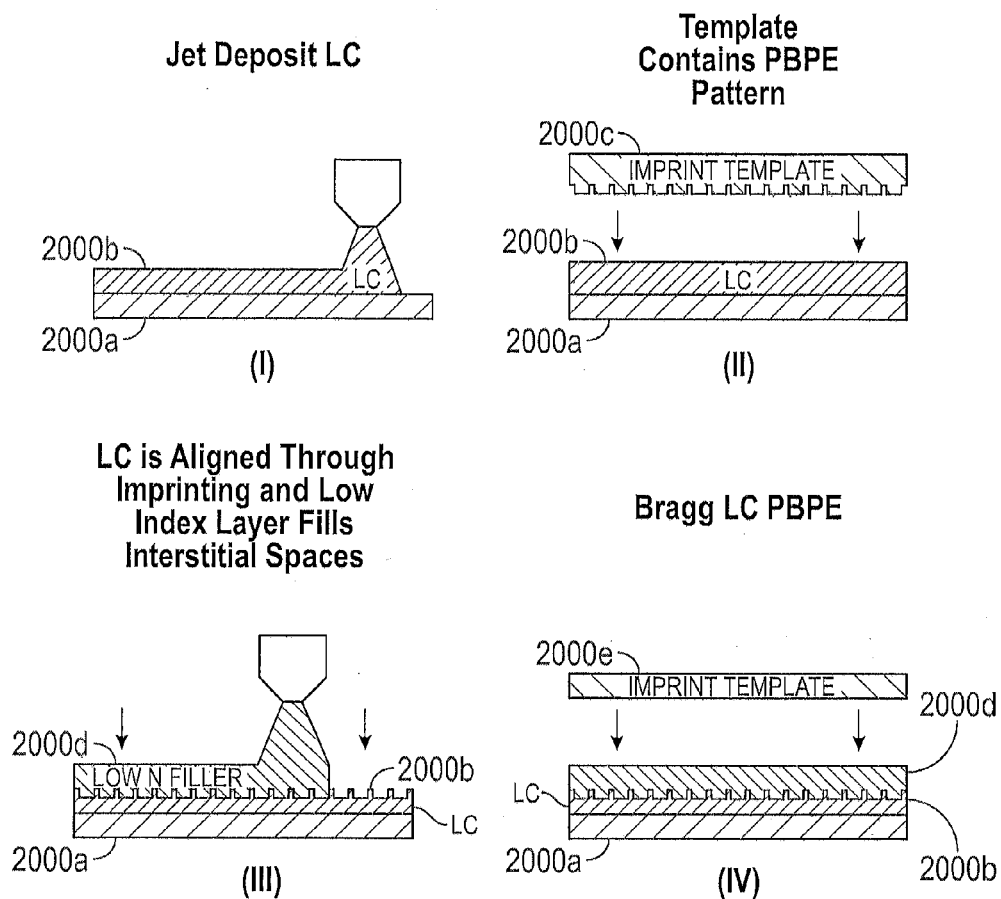 Jet Deposit LC
2000b
LC
2000a
(I)
Template
Contains PBPE
Pattern
2000c
IMPRINT TEMPLATE
2000b
LC
2000a
(II)
LC is Aligned Through
Imprinting and Low
Index Layer Fills
Interstitial Spaces
2000d
LOW N FILLER
2000b
LC
2000a
(III)
Bragg LC PBPE
2000e
IMPRINT TEMPLATE
2000d
LC
2000a
2000b
(IV)